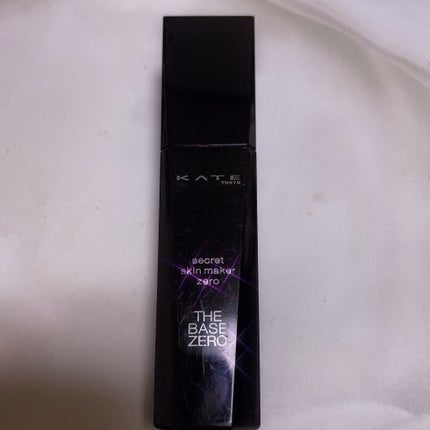 KATE
TOKYO
secret
skin maker
zero
THE
BASE
ZERO